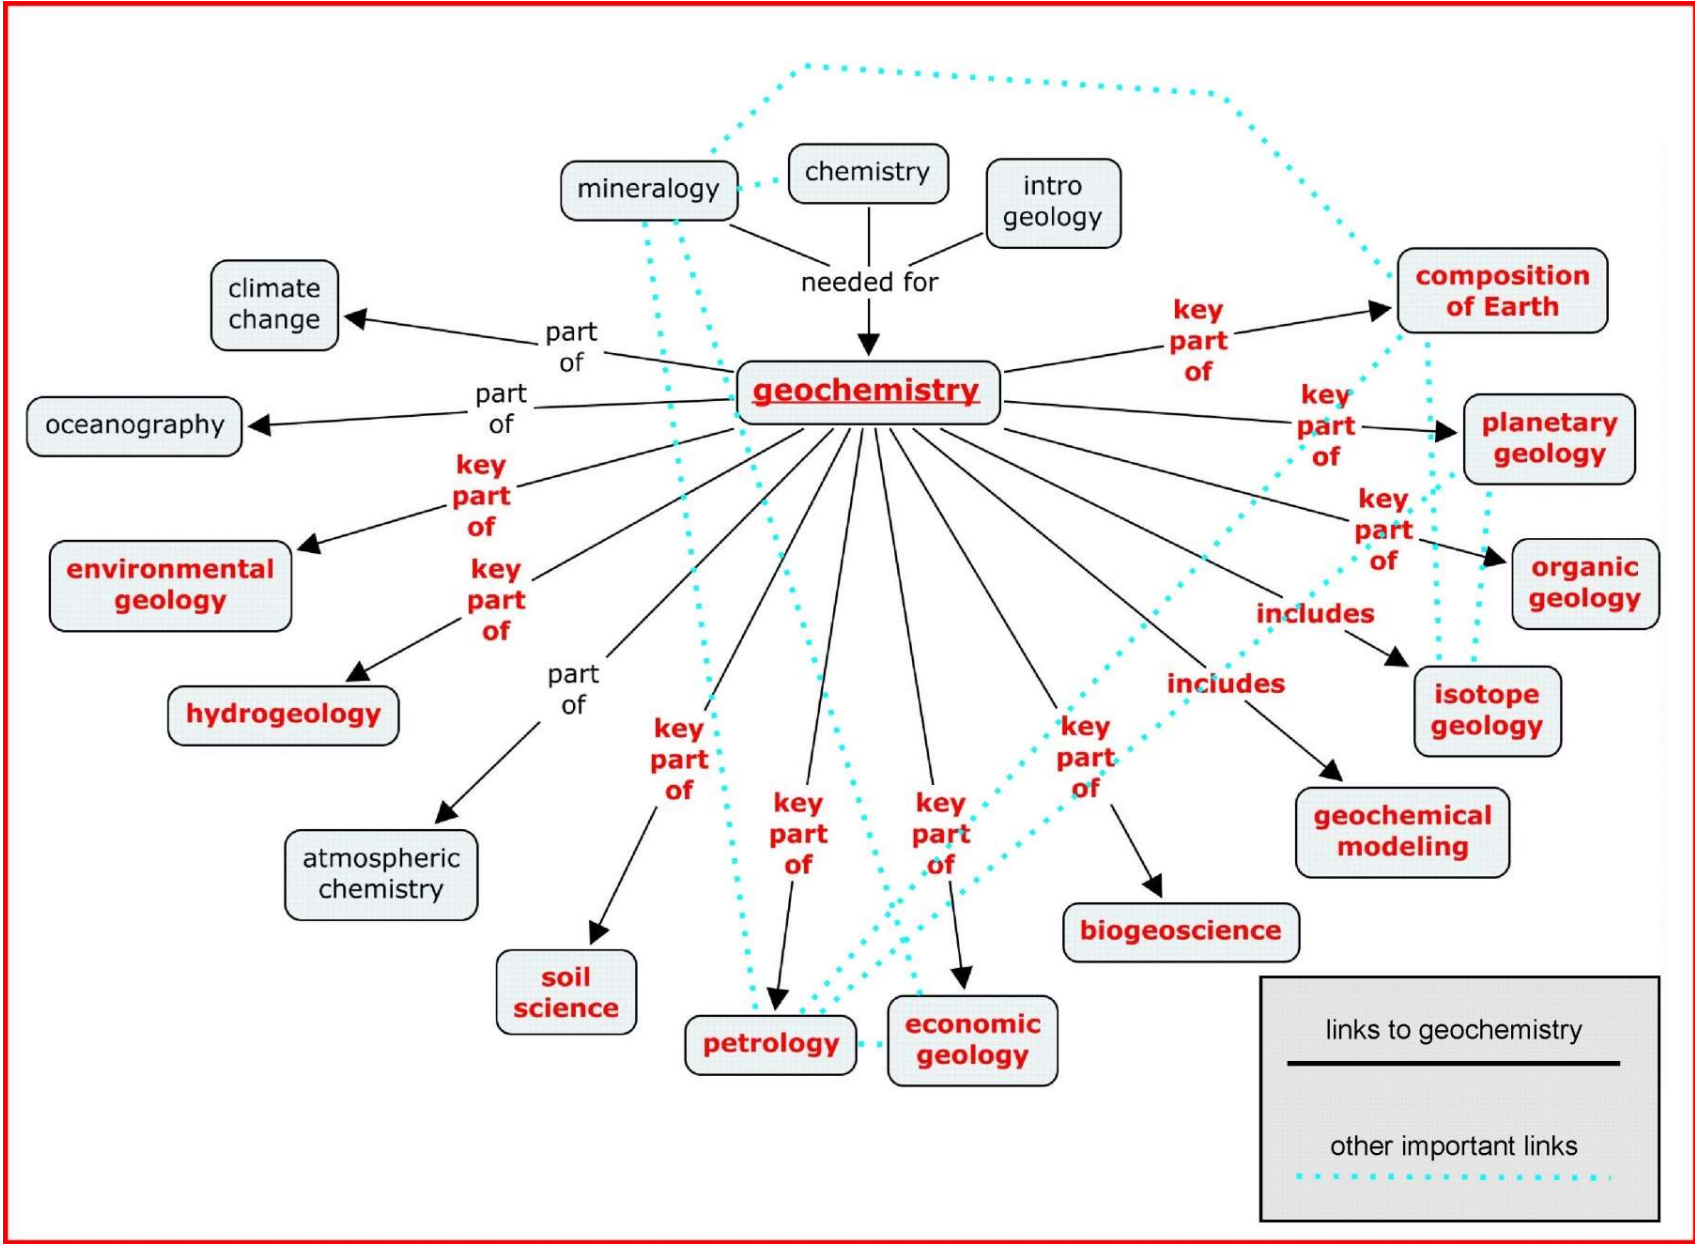 mineralogy
chemistry
intro
geology
needed for
climate
change
part
of
oceanography
part
of
geochemistry
key
part
of
composition
of Earth
key
part
of
planetary
geology
key
part
of
environmental
geology
key
part
of
organic
geology
key
part
of
hydrogeology
includes
isotope
geology
part
of
atmospheric
chemistry
includes
geochemical
modeling
key
part
of
soil
science
key
part
of
petrology
key
part
of
economic
geology
key
part
of
biogeoscience
links to geochemistry
other important links